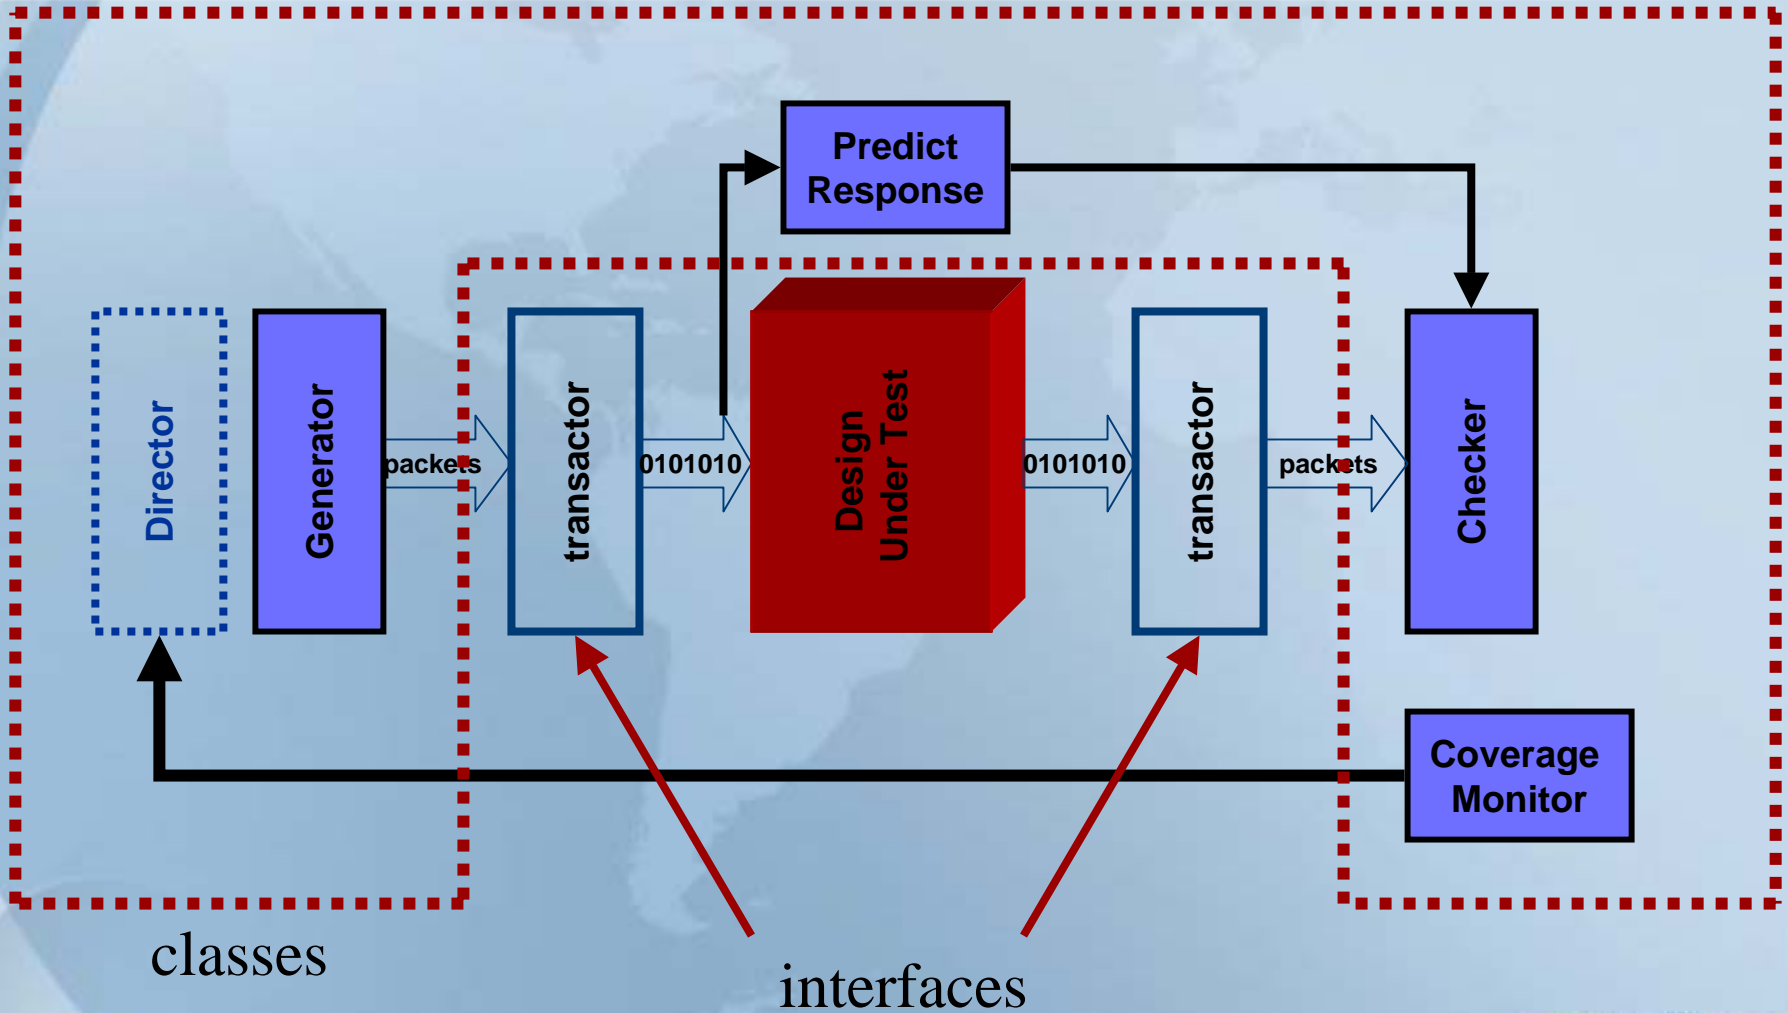 Predict
Response
Director
Generator
packets
transactor
0101010
Design
Under Test
0101010
transactor
packets
Checker
Coverage
Monitor
classes
interfaces